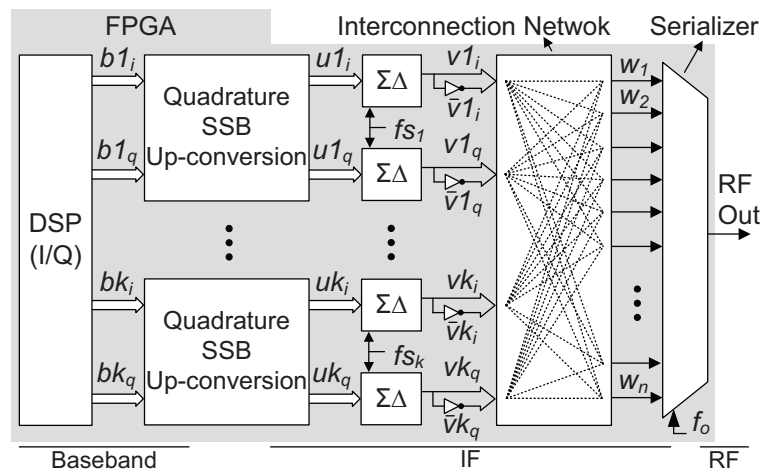 FPGA
Interconnection Netwok
Serializer
b1i
u1i
ΣΔ
v1i
v̄1i
w1
Quadrature
SSB
Up-conversion
fs1
w2
b1q
u1q
ΣΔ
v1q
v̄1q
RF
Out
DSP
(I/Q)
bki
uki
ΣΔ
vki
v̄ki
Quadrature
SSB
Up-conversion
fsk
bkq
ukq
ΣΔ
vkq
v̄kq
wn
fo
Baseband
IF
RF